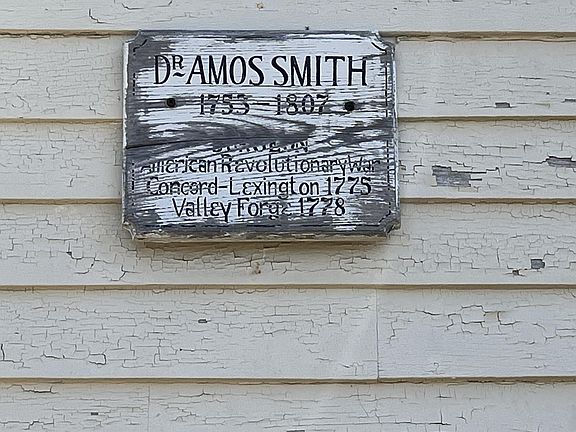 DR AMOS SMITH
1753-1807
American Revolutionary War
Concord-Lexington 1775
Valley Forge 1778